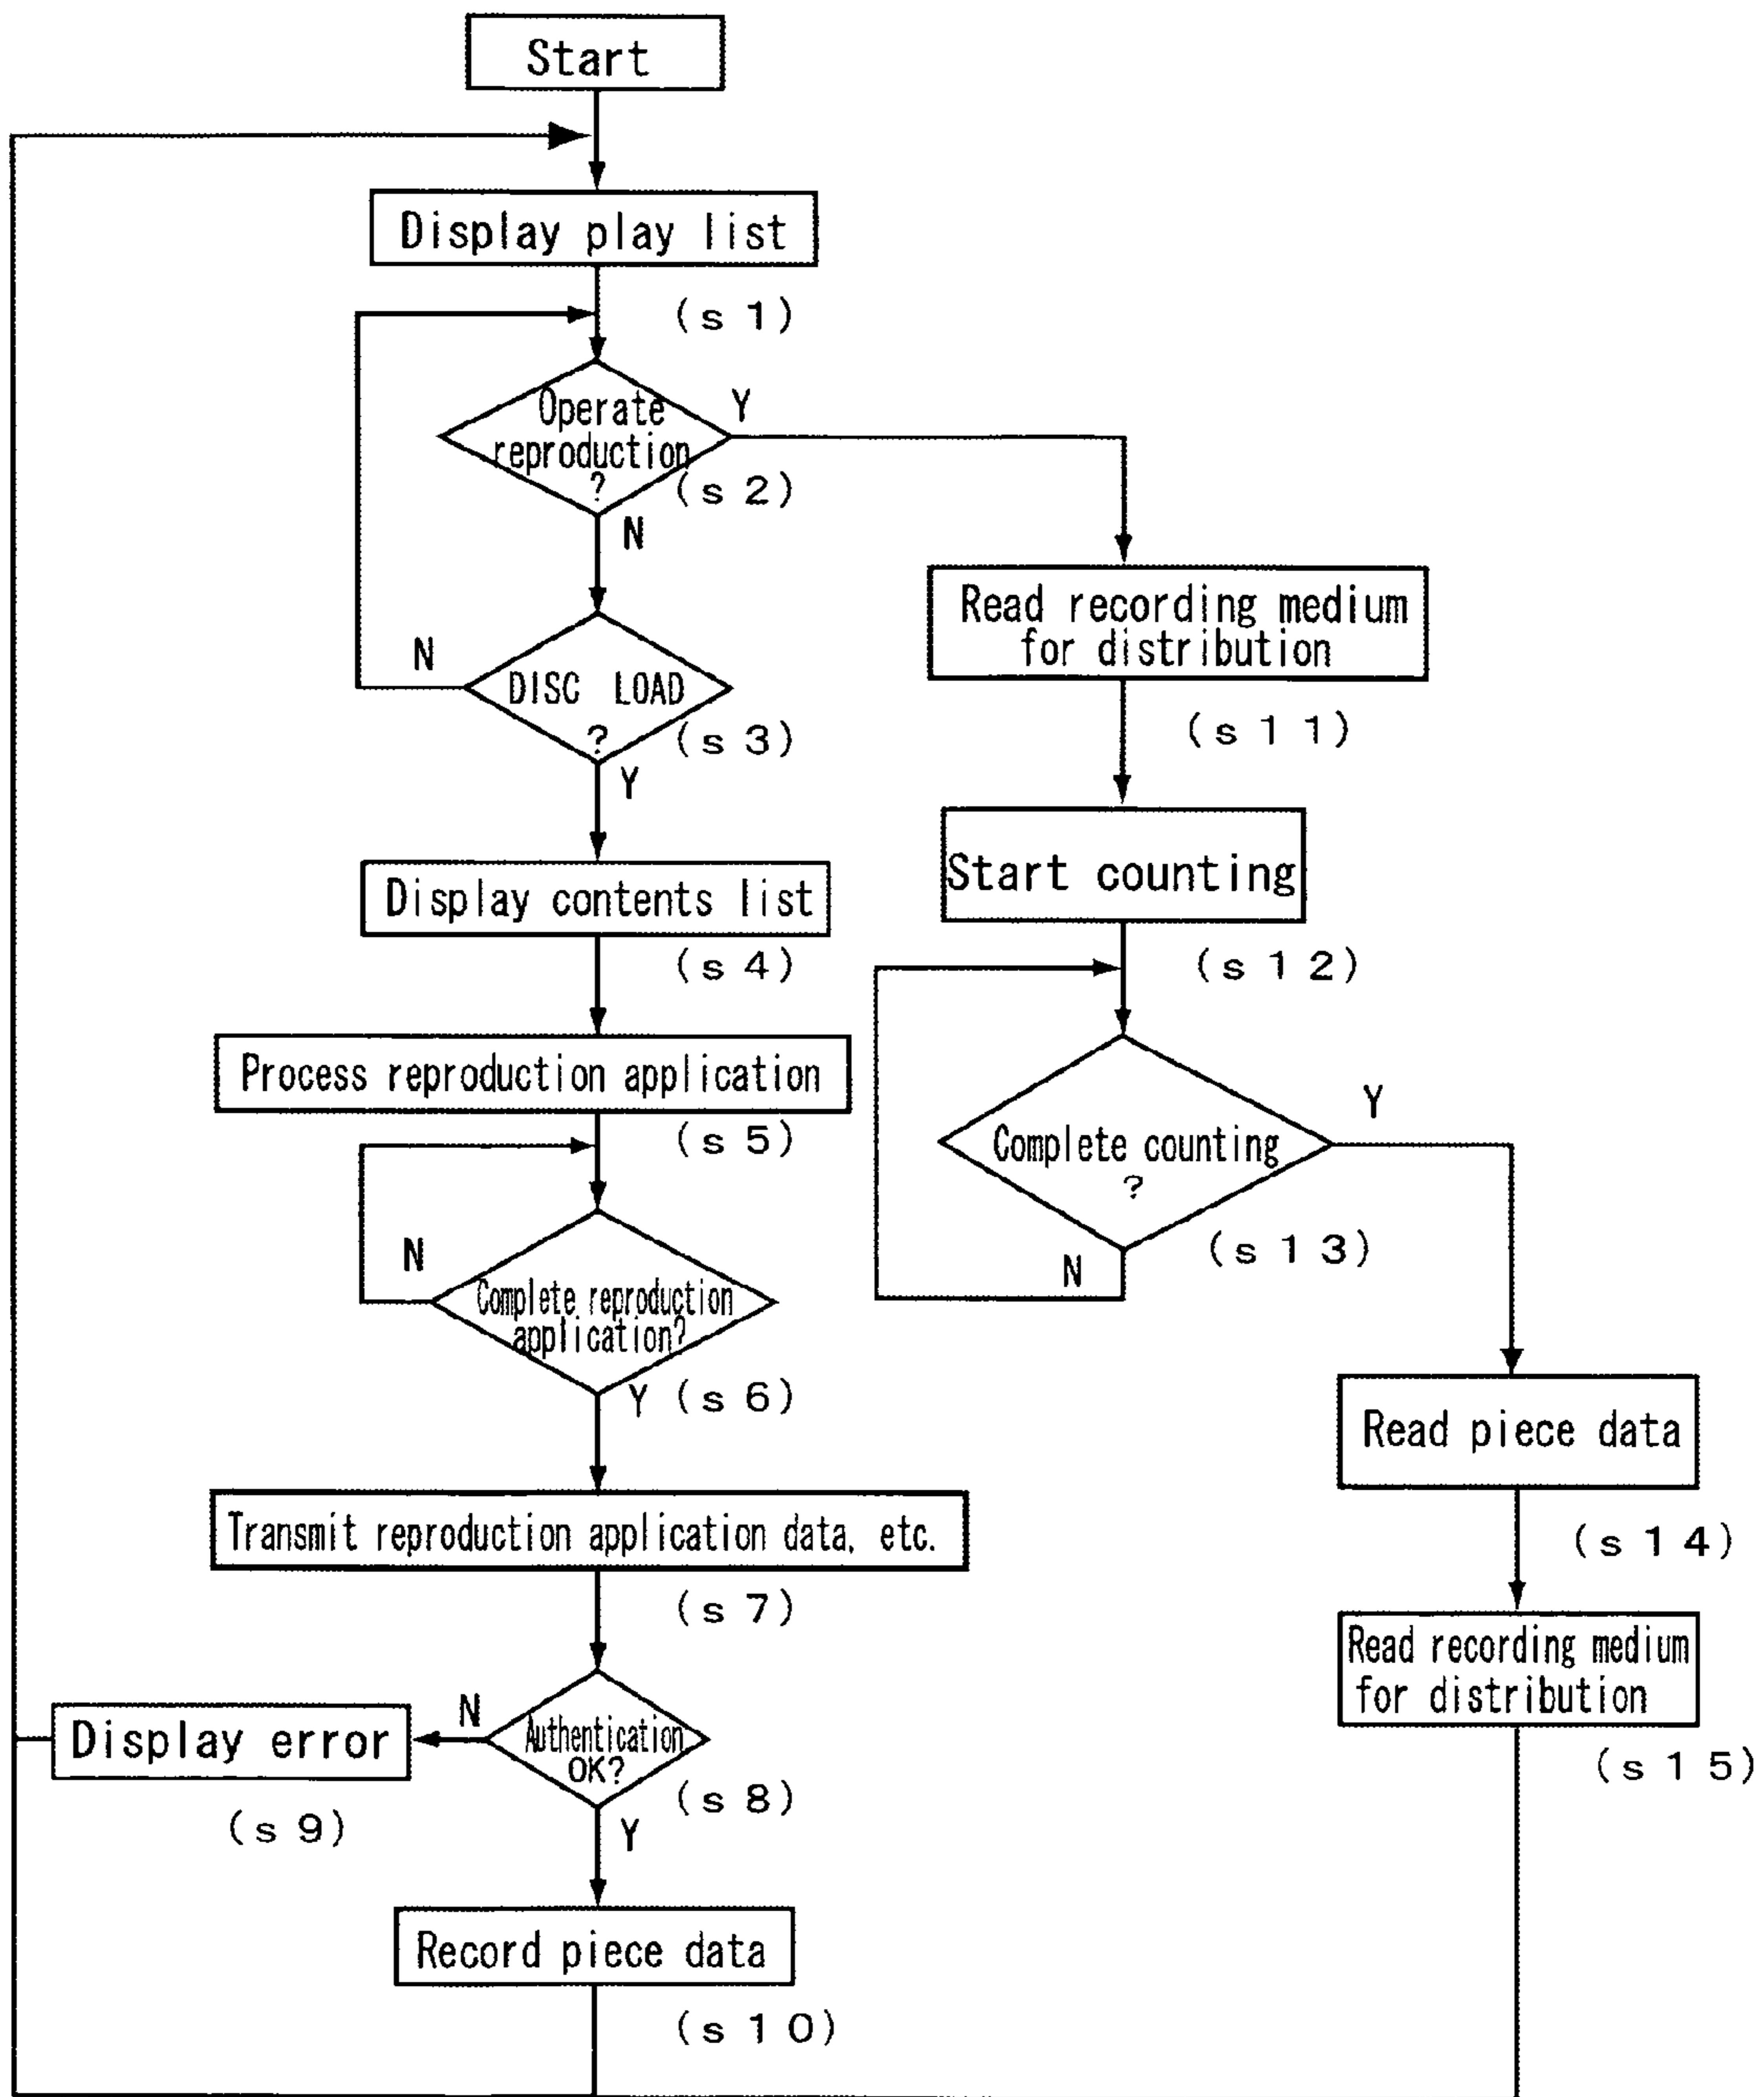 Start
Display play list
(s 1)
Operate
reproduction
?
Y
(s 2)
N
DISC LOAD
?
N
(s 3)
Y
Display contents list
(s 4)
Process reproduction application
(s 5)
N
Complete reproduction
application?
Y
(s 6)
Transmit reproduction application data, etc.
(s 7)
Authentication
OK?
N
(s 8)
Display error
(s 9)
Y
Record piece data
(s 1 0)
Read recording medium
for distribution
(s 1 1)
Start counting
(s 1 2)
Complete counting
?
Y
(s 1 3)
N
Read piece data
(s 1 4)
Read recording medium
for distribution
(s 1 5)